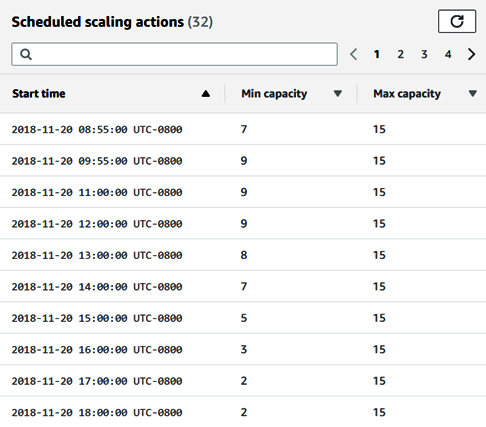 Scheduled scaling actions (32)
1 2 3 4
Start time Min capacity Max capacity
2018-11-20 08:55:00 UTC-0800 7 15
2018-11-20 09:55:00 UTC-0800 9 15
2018-11-20 11:00:00 UTC-0800 9 15
2018-11-20 12:00:00 UTC-0800 9 15
2018-11-20 13:00:00 UTC-0800 8 15
2018-11-20 14:00:00 UTC-0800 7 15
2018-11-20 15:00:00 UTC-0800 5 15
2018-11-20 16:00:00 UTC-0800 3 15
2018-11-20 17:00:00 UTC-0800 2 15
2018-11-20 18:00:00 UTC-0800 2 15